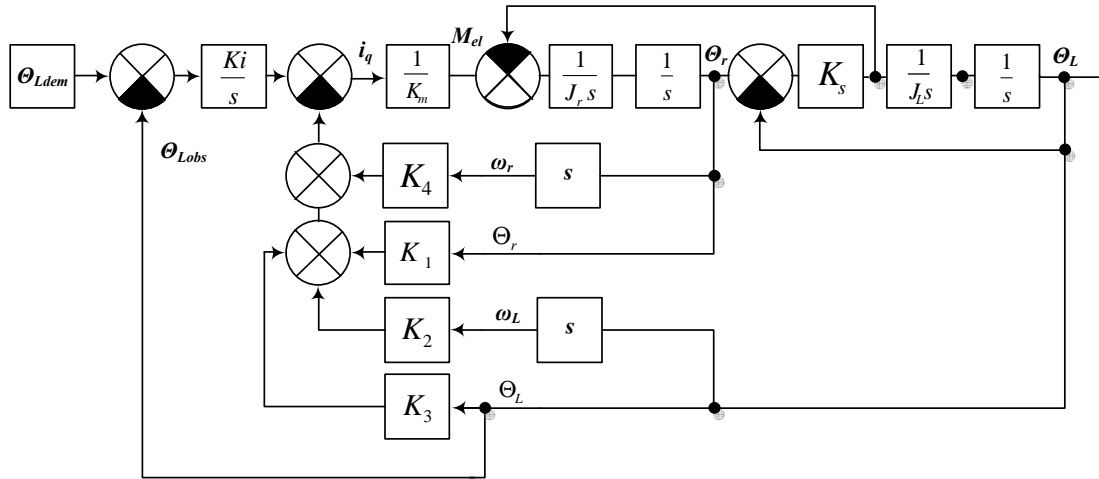 Θ_Ldem
Ki
s
i_q
1
K_m
M_el
1
J_r s
1
s
Θ_r
K_s
1
J_L s
1
s
Θ_L
Θ_Lobs
K_4
ω_r
s
K_1
Θ_r
K_2
ω_L
s
K_3
Θ_L